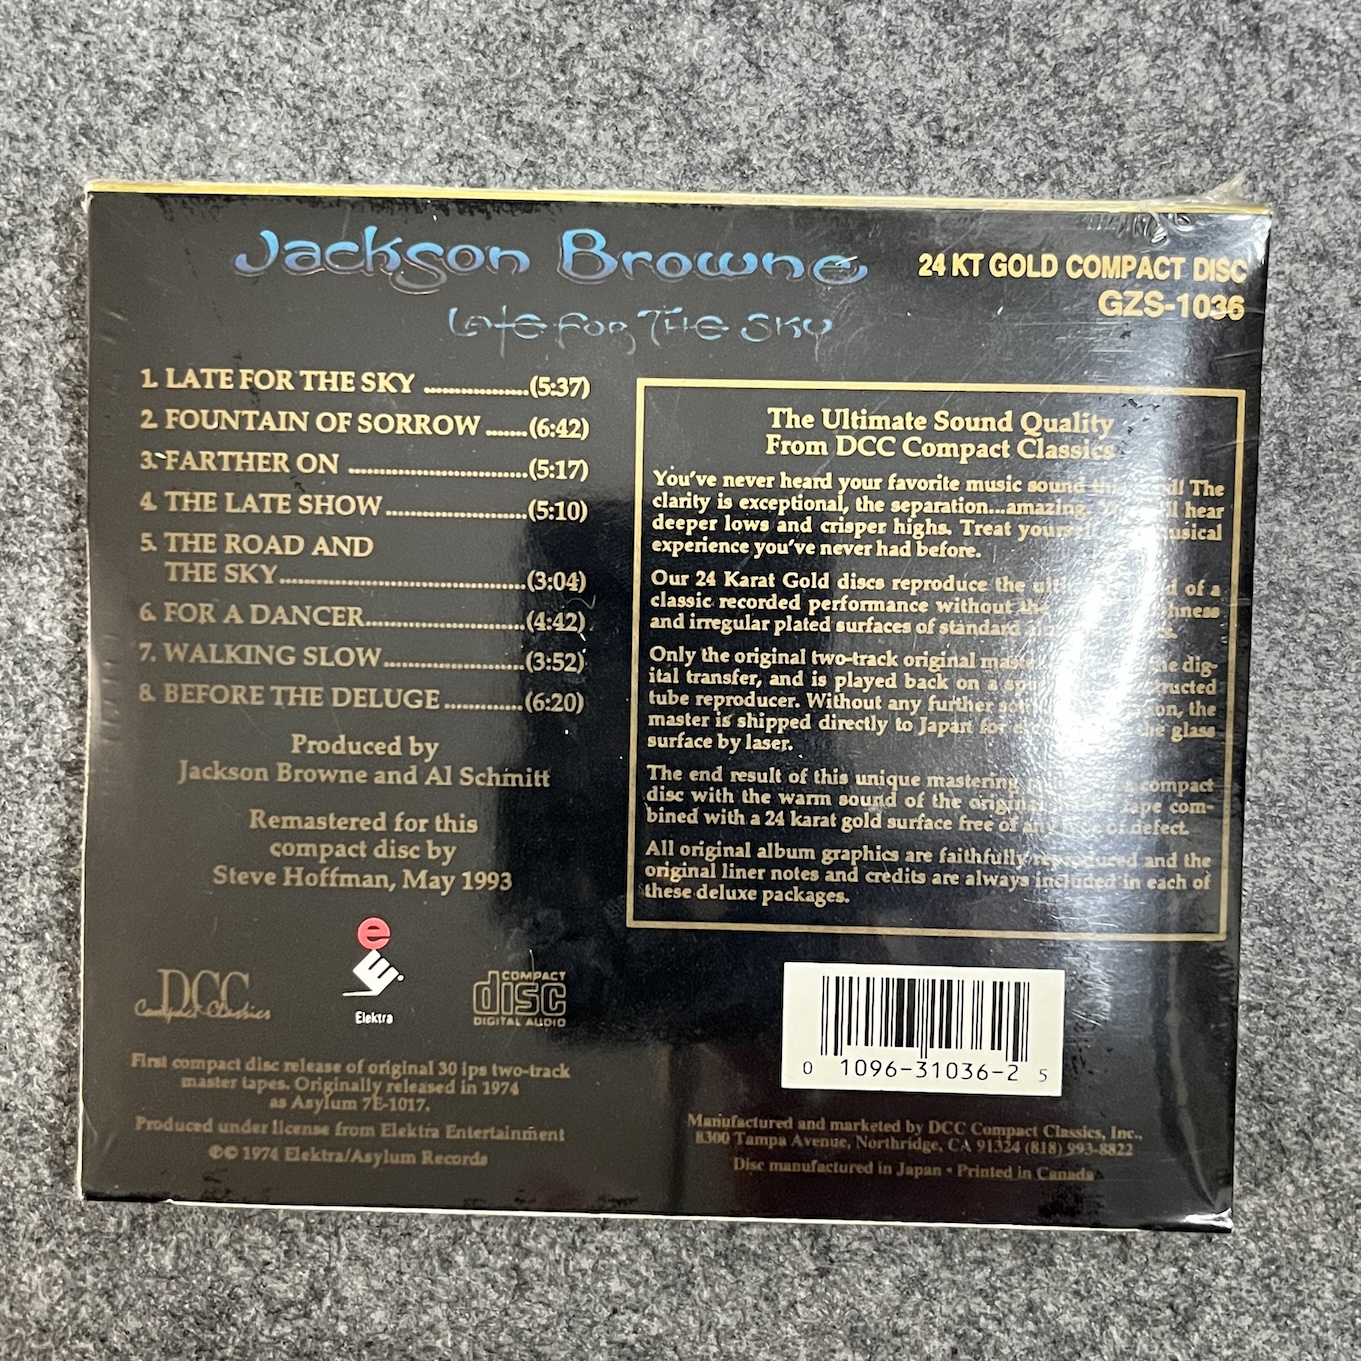 Jackson Browne
Late For The Sky
24 KT GOLD COMPACT DISC
GZS-1036
1. LATE FOR THE SKY ..................(5:37)
2. FOUNTAIN OF SORROW .......(6:42)
3. FARTHER ON ...............................(5:17)
4. THE LATE SHOW........................(5:10)
5. THE ROAD AND
THE SKY..........................................(3:04)
6. FOR A DANCER...........................(4:42)
7. WALKING SLOW........................(3:52)
8. BEFORE THE DELUGE .............(6:20)
Produced by
Jackson Browne and Al Schmitt
Remastered for this
compact disc by
Steve Hoffman, May 1993
The Ultimate Sound Quality
From DCC Compact Classics
You've never heard your favorite music sound The
clarity is exceptional, the separation...amazing. hear
deeper lows and crisper highs. Treat musical
experience you've never had before.
Our 24 Karat Gold discs reproduce the of a
classic recorded performance without the
and irregular plated surfaces of standard
Only the original two-track original the dig-
ital transfer, and is played back on a
tube reproducer. Without any further the
master is shipped directly to Japan for the glass
surface by laser.
The end result of this unique mastering a compact
disc with the warm sound of the original com-
bined with a 24 karat gold surface free of any of defect.
All original album graphics are faithfully reproduced and the
original liner notes and credits are always included in each of
these deluxe packages.
DCC
Compact Classics
e
Elektra
COMPACT
disc
DIGITAL AUDIO
First compact disc release of original 30 ips two-track
master tapes. Originally released in 1974
as Asylum 7E-1017.
Produced under license from Elektra Entertainment
℗© 1974 Elektra/Asylum Records
0 1096-31036-2 5
Manufactured and marketed by DCC Compact Classics, Inc.,
8300 Tampa Avenue, Northridge, CA 91324 (818) 993-8822
Disc manufactured in Japan • Printed in Canada